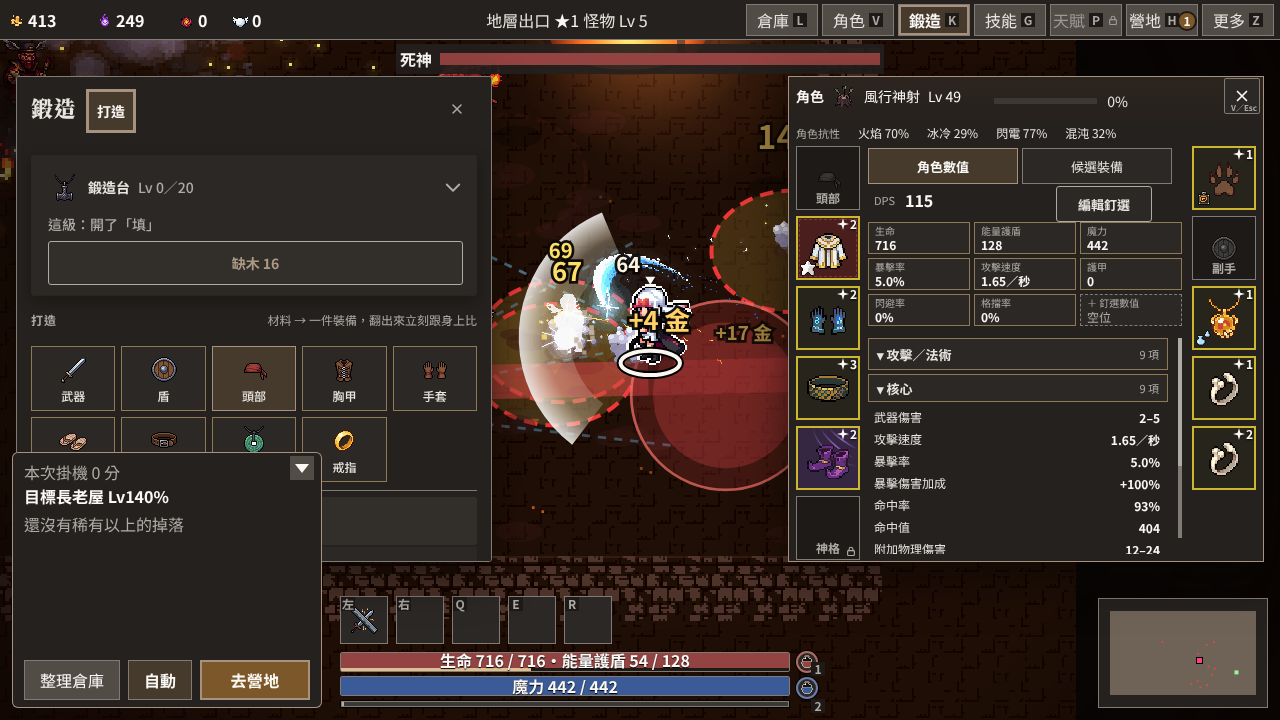 413
249
0
0
地層出口 ★1 怪物 Lv 5
倉庫 L
角色 V
鍛造 K
技能 G
天賦 P
營地 H 1
更多 Z
死神
鍛造
打造
×
鍛造台 Lv 0／20
這級：開了「填」
缺木 16
打造
材料 → 一件裝備，翻出來立刻跟身上比
武器
盾
頭部
胸甲
手套
戒指
本次掛機 0 分
目標長老屋 Lv140%
還沒有稀有以上的掉落
整理倉庫
自動
去營地
69
67
64
+4 金
+17 金
14
角色
風行神射 Lv 49
0%
V／Esc
角色抗性
火焰 70%
冰冷 29%
閃電 77%
混沌 32%
頭部
+2
+2
+3
+2
神格
角色數值
候選裝備
DPS 115
編輯釘選
生命
716
能量護盾
128
魔力
442
暴擊率
5.0%
攻擊速度
1.65／秒
護甲
0
閃避率
0%
格擋率
0%
＋ 釘選數值
空位
▼攻擊／法術
9 項
▼核心
9 項
武器傷害
2–5
攻擊速度
1.65／秒
暴擊率
5.0%
暴擊傷害加成
+100%
命中率
93%
命中值
404
附加物理傷害
12–24
+1
副手
+1
+1
+2
左
右
Q
E
R
生命 716 / 716・能量護盾 54 / 128
1
魔力 442 / 442
2